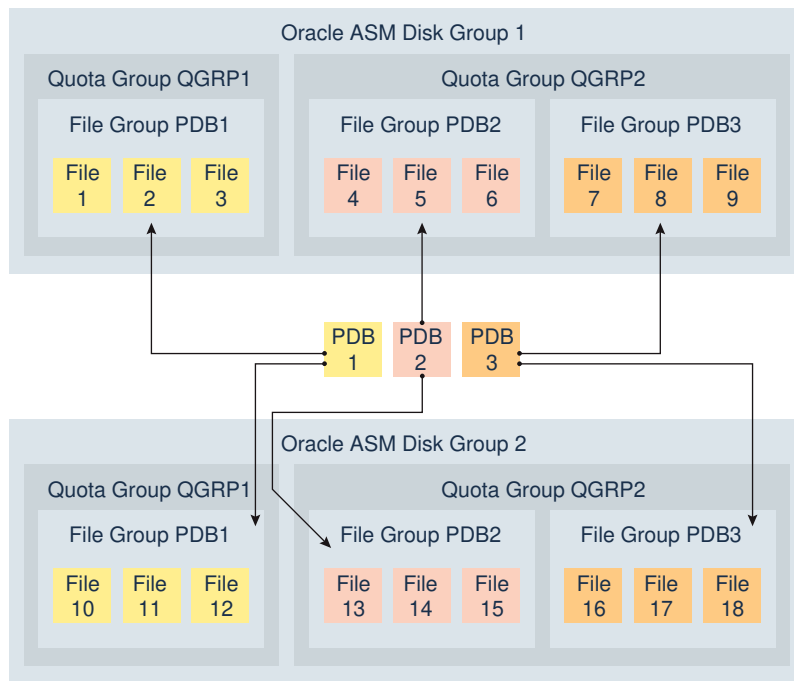 Oracle ASM Disk Group 1
Quota Group QGRP1
Quota Group QGRP2
File Group PDB1
File Group PDB2
File Group PDB3
File 1
File 2
File 3
File 4
File 5
File 6
File 7
File 8
File 9
PDB 1
PDB 2
PDB 3
Oracle ASM Disk Group 2
Quota Group QGRP1
Quota Group QGRP2
File Group PDB1
File Group PDB2
File Group PDB3
File 10
File 11
File 12
File 13
File 14
File 15
File 16
File 17
File 18